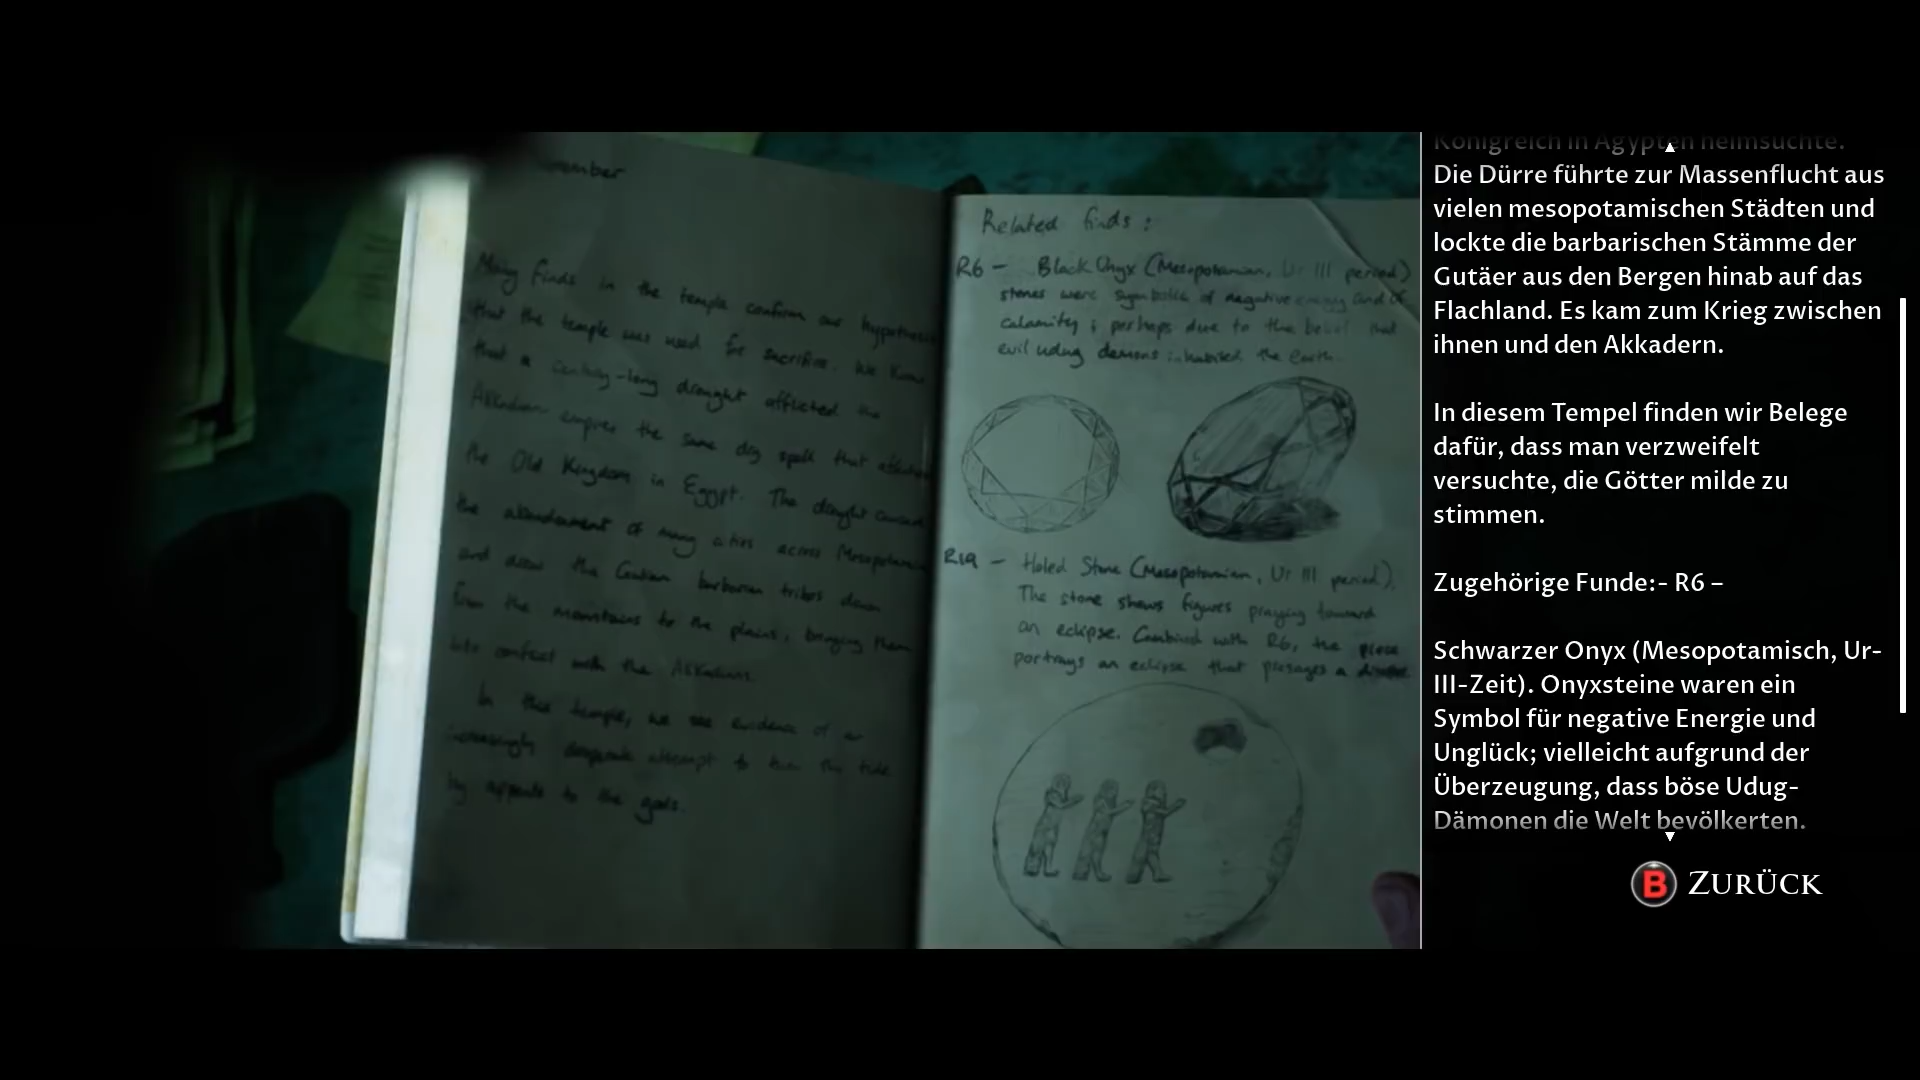 ember
Many finds in the temple confirm our hypothesis
that the temple was used for sacrifice. We know
that a century-long drought afflicted the
Akkadian empire, the same dry spell that
the Old Kingdom in Egypt. The drought caused
the abandonment of many cities across Mesopotamia
and drew the Gutian barbarian tribes down
from the mountains to the plains, bringing them
into contact with the Akkadians.
In this temple, we see evidence of an
increasingly desperate attempt to turn the tide
by appeals to the gods.
Related finds:
R6 - Black Onyx (Mesopotamian, Ur III period)
stones were symbolic of negative energy and of
calamity; perhaps due to the belief that
evil udug demons inhabited the earth.
R19 - Holed Stone (Mesopotamian, Ur III period).
The stone shows figures praying toward
an eclipse. Combined with R6, the piece
portrays an eclipse that presages a
Königreich in Ägypten heimsuchte.
Die Dürre führte zur Massenflucht aus
vielen mesopotamischen Städten und
lockte die barbarischen Stämme der
Gutäer aus den Bergen hinab auf das
Flachland. Es kam zum Krieg zwischen
ihnen und den Akkadern.
In diesem Tempel finden wir Belege
dafür, dass man verzweifelt
versuchte, die Götter milde zu
stimmen.
Zugehörige Funde:- R6 –
Schwarzer Onyx (Mesopotamisch, Ur-
III-Zeit). Onyxsteine waren ein
Symbol für negative Energie und
Unglück; vielleicht aufgrund der
Überzeugung, dass böse Udug-
Dämonen die Welt bevölkerten.
B ZURÜCK